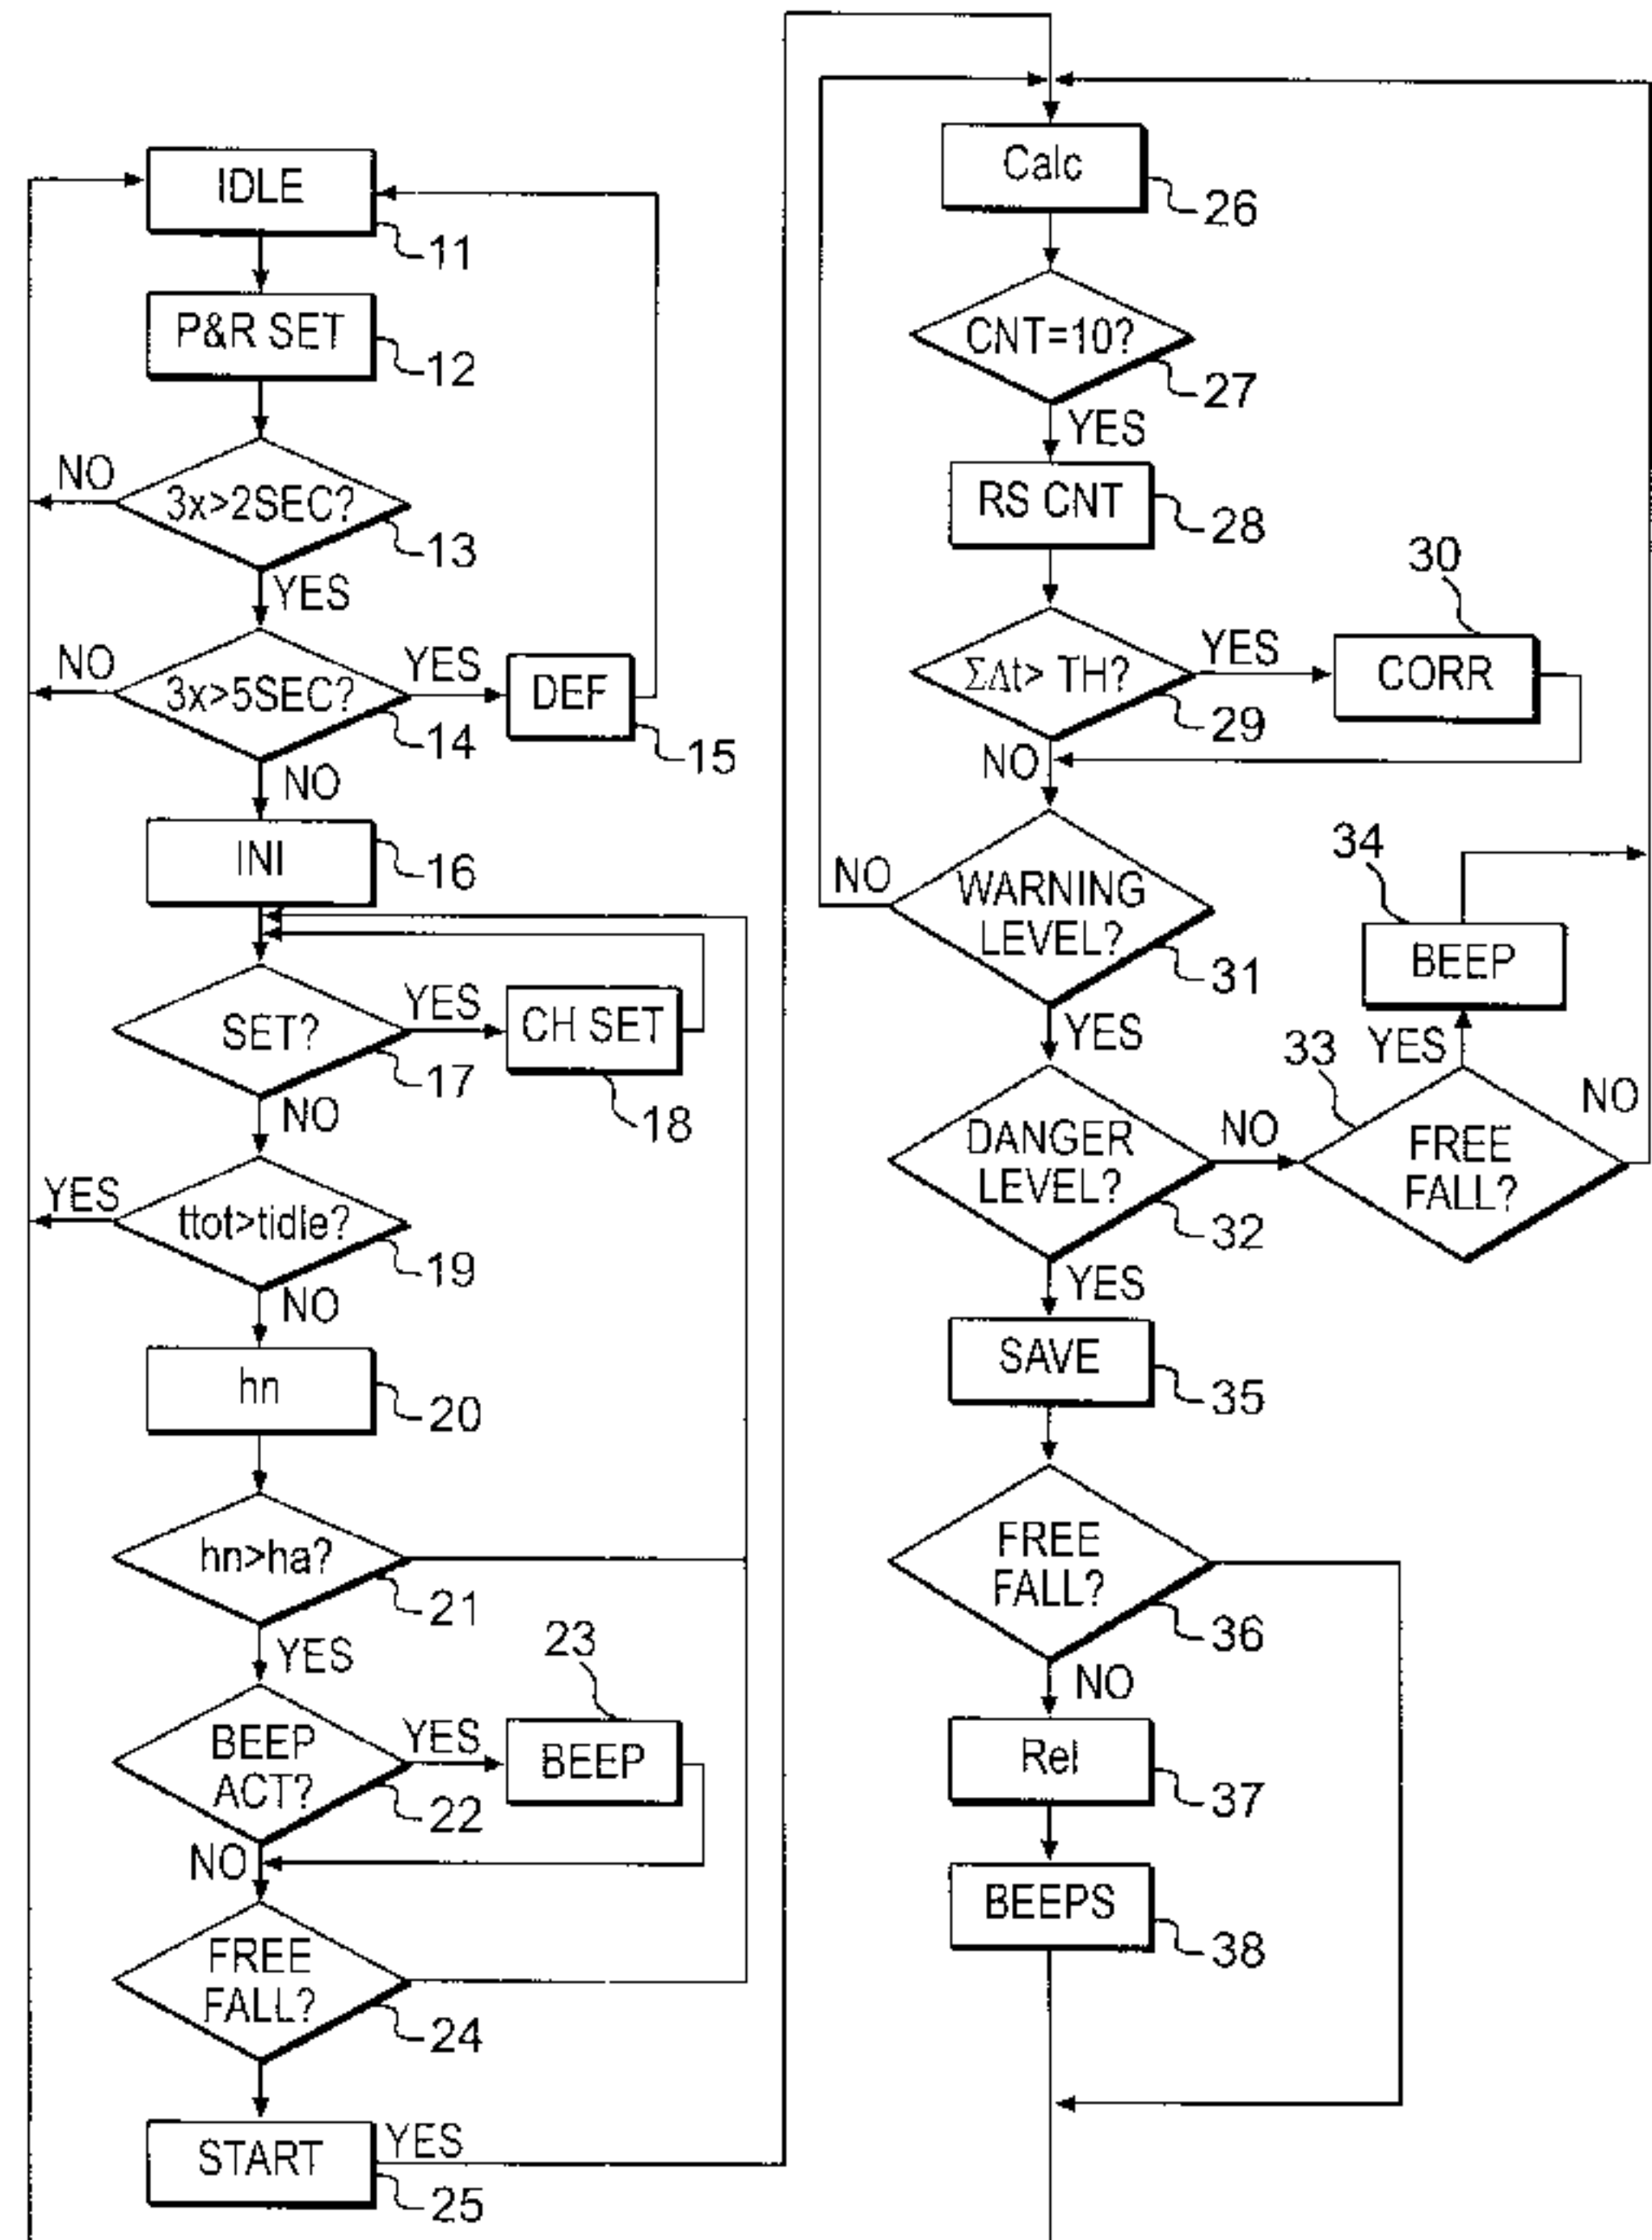 IDLE
11
P&R SET
12
NO
3x>2SEC?
13
YES
NO
3x>5SEC?
14
YES
DEF
15
NO
INI
16
SET?
17
YES
CH SET
18
NO
YES
ttot>tidle?
19
NO
hn
20
hn>ha?
21
YES
BEEP
ACT?
22
YES
23
BEEP
NO
FREE
FALL?
24
START
25
YES
Calc
26
CNT=10?
27
YES
RS CNT
28
ΣΔt> TH?
29
YES
30
CORR
NO
NO
WARNING
LEVEL?
31
YES
DANGER
LEVEL?
32
NO
33
FREE
FALL?
YES
34
BEEP
NO
YES
SAVE
35
FREE
FALL?
36
NO
Rel
37
BEEPS
38